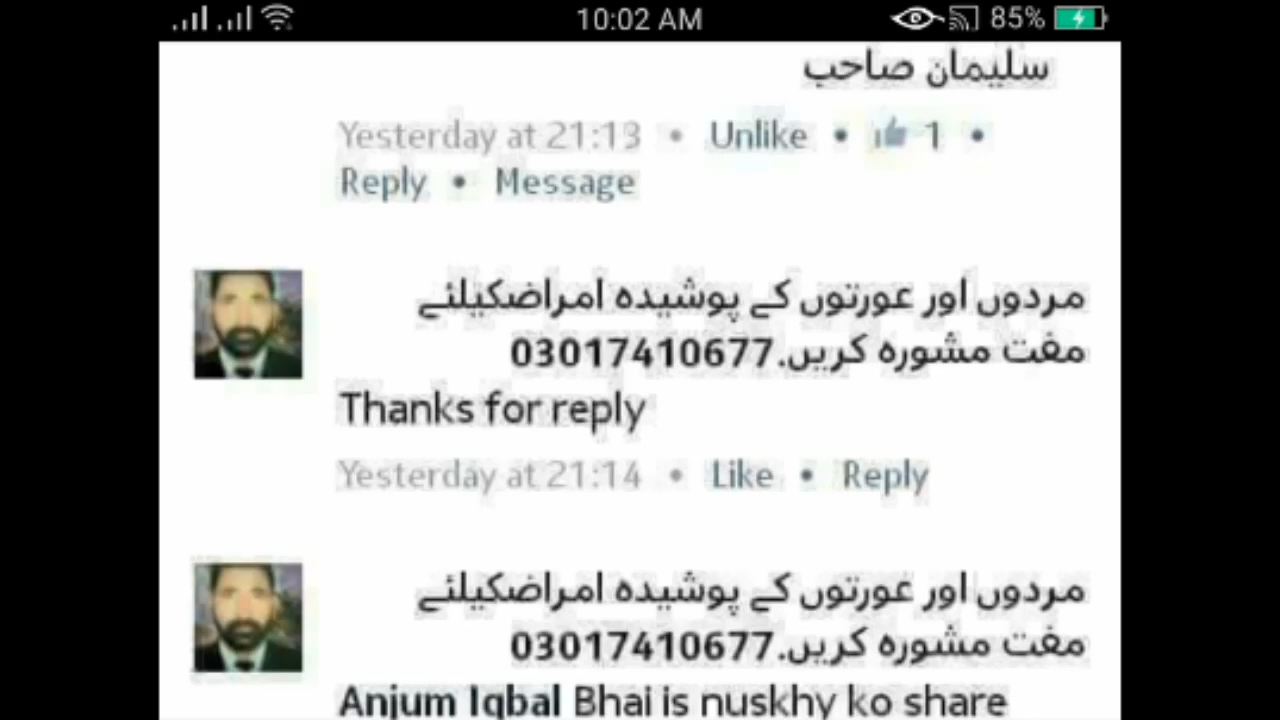 10:02 AM 85%
سلیمان صاحب
Yesterday at 21:13 • Unlike • 1 •
Reply • Message
مردوں اور عورتوں کے پوشیدہ امراضکیلئے
مفت مشورہ کریں.03017410677
Thanks for reply
Yesterday at 21:14 • Like • Reply
مردوں اور عورتوں کے پوشیدہ امراضکیلئے
مفت مشورہ کریں.03017410677
Anjum Iqbal Bhai is nuskhy ko share